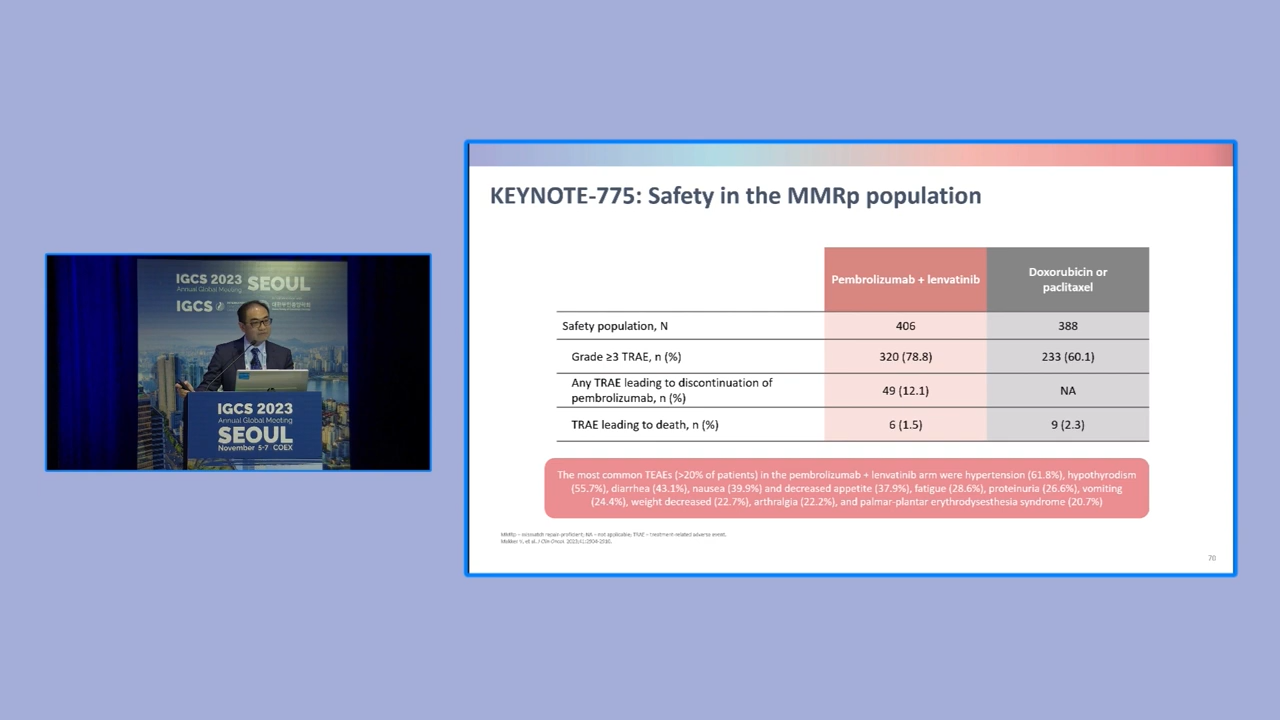 IGCS 2023 SEOUL
Annual Global Meeting
IGCS
IGCS 2023
Annual Global Meeting
SEOUL
November 5-7 | COEX
KEYNOTE-775: Safety in the MMRp population
Pembrolizumab + lenvatinib
Doxorubicin or
paclitaxel
Safety population, N 406 388
Grade ≥3 TRAE, n (%) 320 (78.8) 233 (60.1)
Any TRAE leading to discontinuation of
pembrolizumab, n (%) 49 (12.1) NA
TRAE leading to death, n (%) 6 (1.5) 9 (2.3)
The most common TEAEs (>20% of patients) in the pembrolizumab + lenvatinib arm were hypertension (61.8%), hypothyrodism
(55.7%), diarrhea (43.1%), nausea (39.9%) and decreased appetite (37.9%), fatigue (28.6%), proteinuria (26.6%), vomiting
(24.4%), weight decreased (22.7%), arthralgia (22.2%), and palmar-plantar erythrodysesthesia syndrome (20.7%)
MMRp – mismatch repair-proficient; NA – not applicable; TRAE – treatment-related adverse event.
Makker V, et al. J Clin Oncol. 2023;41:2904-2910.
70